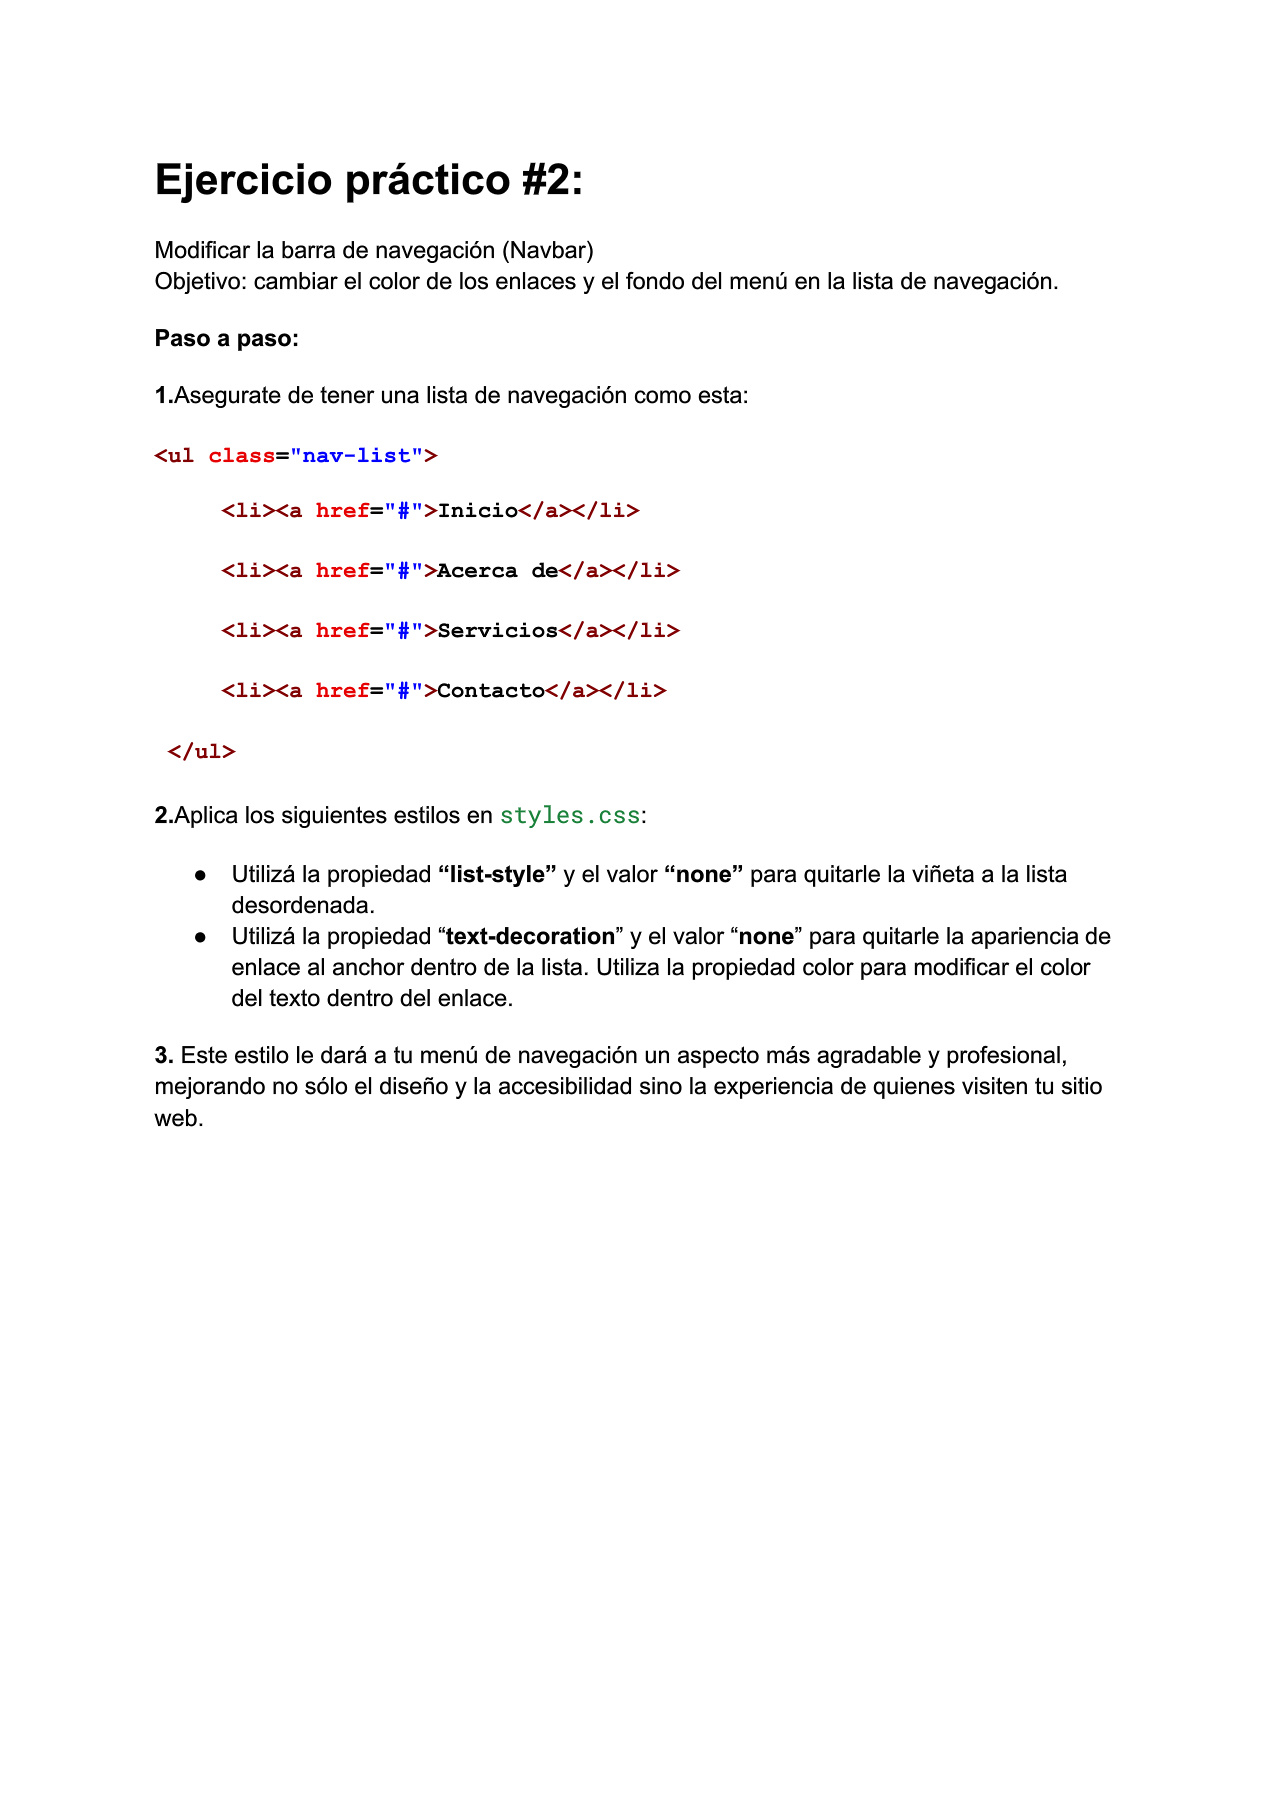 Ejercicio práctico #2:
Modificar la barra de navegación (Navbar)
Objetivo: cambiar el color de los enlaces y el fondo del menú en la lista de navegación.
Paso a paso:
1.Asegurate de tener una lista de navegación como esta:
<ul class="nav-list">
<li><a href="#">Inicio</a></li>
<li><a href="#">Acerca de</a></li>
<li><a href="#">Servicios</a></li>
<li><a href="#">Contacto</a></li>
</ul>
2.Aplica los siguientes estilos en styles.css:
● Utilizá la propiedad “list-style” y el valor “none” para quitarle la viñeta a la lista
desordenada.
● Utilizá la propiedad “text-decoration” y el valor “none” para quitarle la apariencia de
enlace al anchor dentro de la lista. Utiliza la propiedad color para modificar el color
del texto dentro del enlace.
3. Este estilo le dará a tu menú de navegación un aspecto más agradable y profesional,
mejorando no sólo el diseño y la accesibilidad sino la experiencia de quienes visiten tu sitio
web.